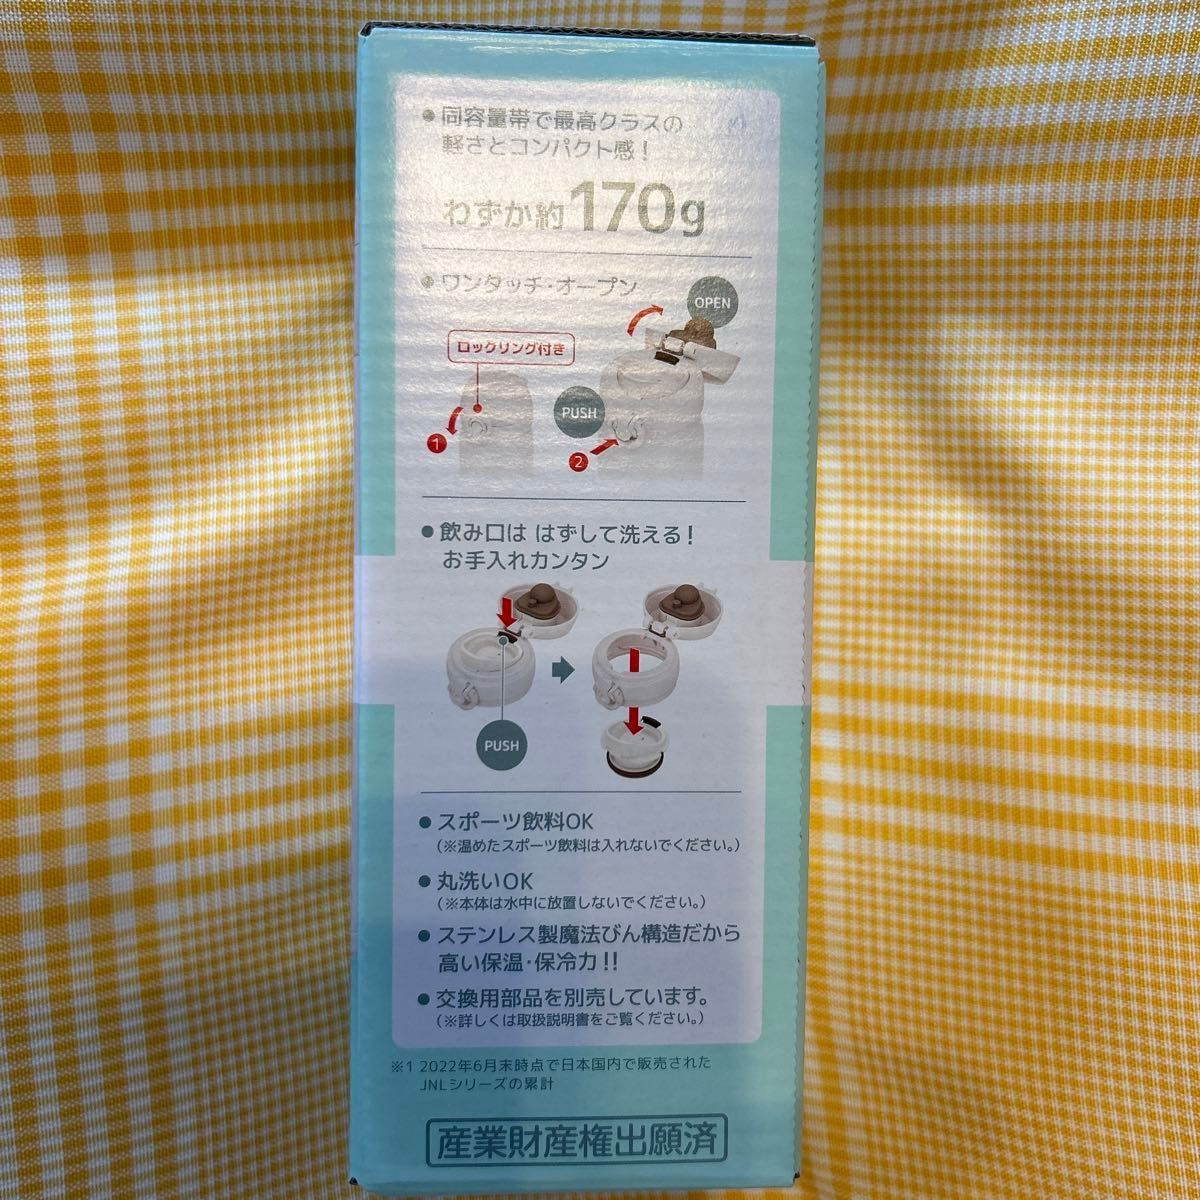 ● 同容量帯で最高クラスの
軽さとコンパクト感！
わずか約170g
● ワンタッチ・オープン
OPEN
ロックリング付き
PUSH
1
2
● 飲み口は はずして洗える！
お手入れカンタン
PUSH
● スポーツ飲料OK
（※温めたスポーツ飲料は入れないでください。）
● 丸洗いOK
（※本体は水中に放置しないでください。）
● ステンレス製魔法びん構造だから
高い保温・保冷力！！
● 交換用部品を別売しています。
（※詳しくは取扱説明書をご覧ください。）
※1 2022年6月末時点で日本国内で販売された
JNLシリーズの累計
産業財産権出願済